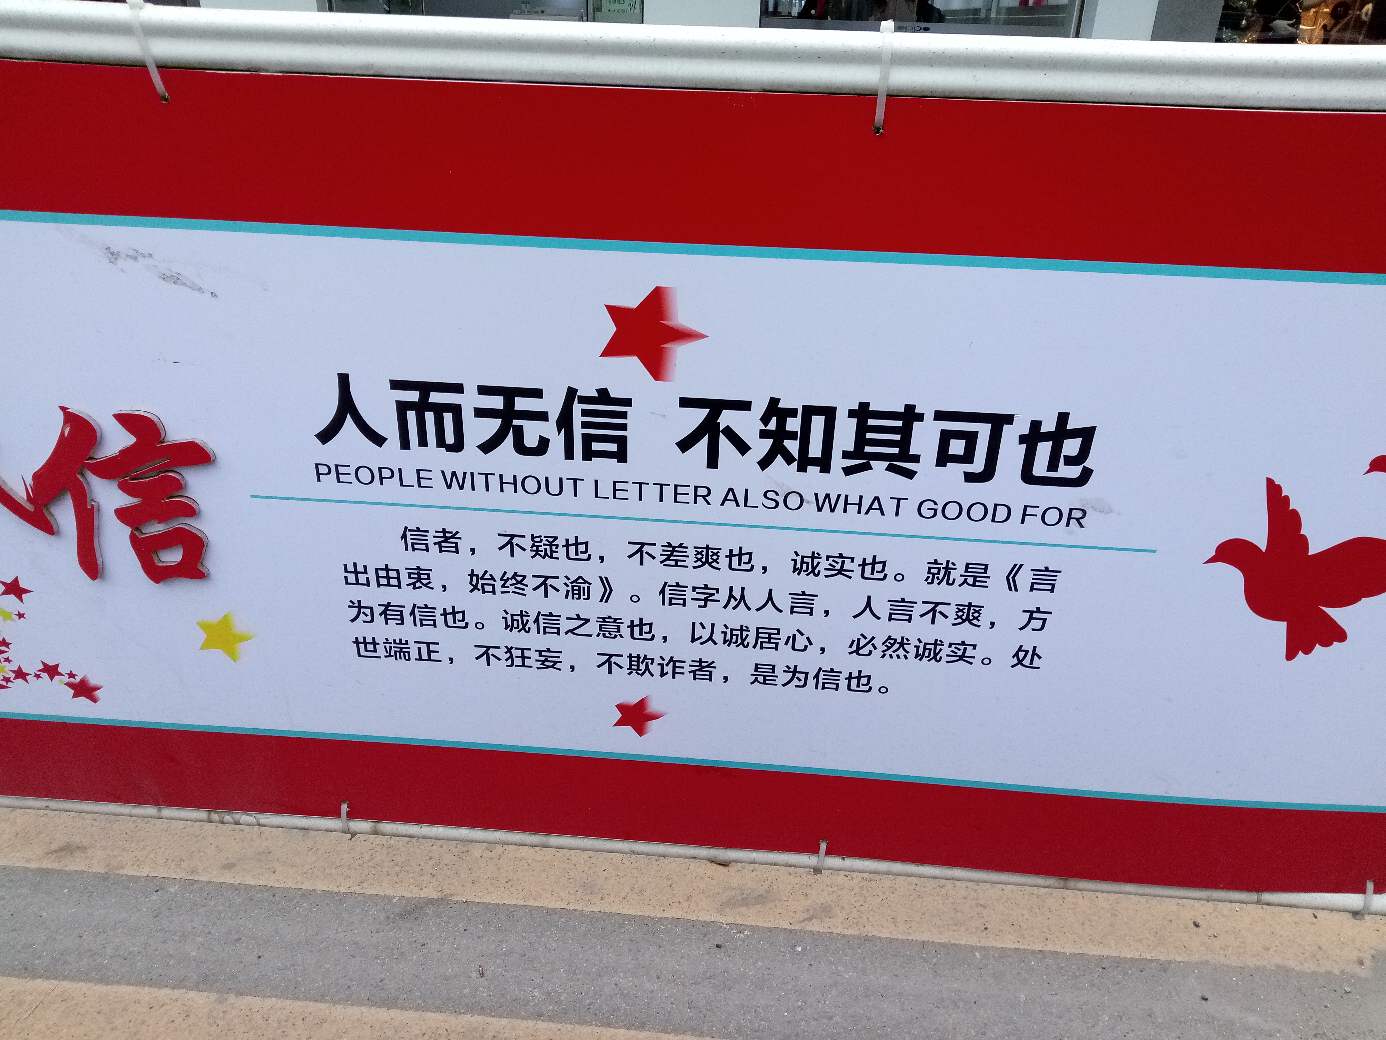 信
人而无信 不知其可也
PEOPLE WITHOUT LETTER ALSO WHAT GOOD FOR
信者，不疑也，不差爽也，诚实也。就是《言
出由衷，始终不渝》。信字从人言，人言不爽，方
为有信也。诚信之意也，以诚居心，必然诚实。处
世端正，不狂妄，不欺诈者，是为信也。